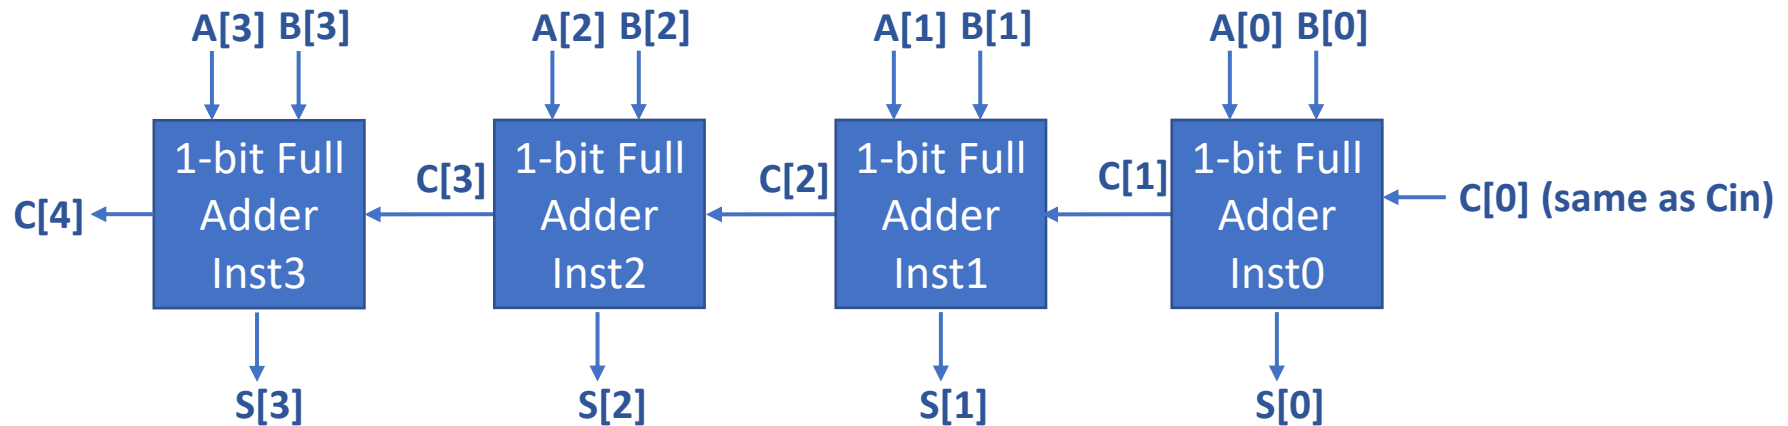 A[3] B[3] A[2] B[2] A[1] B[1] A[0] B[0]
1-bit Full
Adder
Inst3
1-bit Full
Adder
Inst2
1-bit Full
Adder
Inst1
1-bit Full
Adder
Inst0
C[4]
C[3]
C[2]
C[1]
C[0] (same as Cin)
S[3] S[2] S[1] S[0]